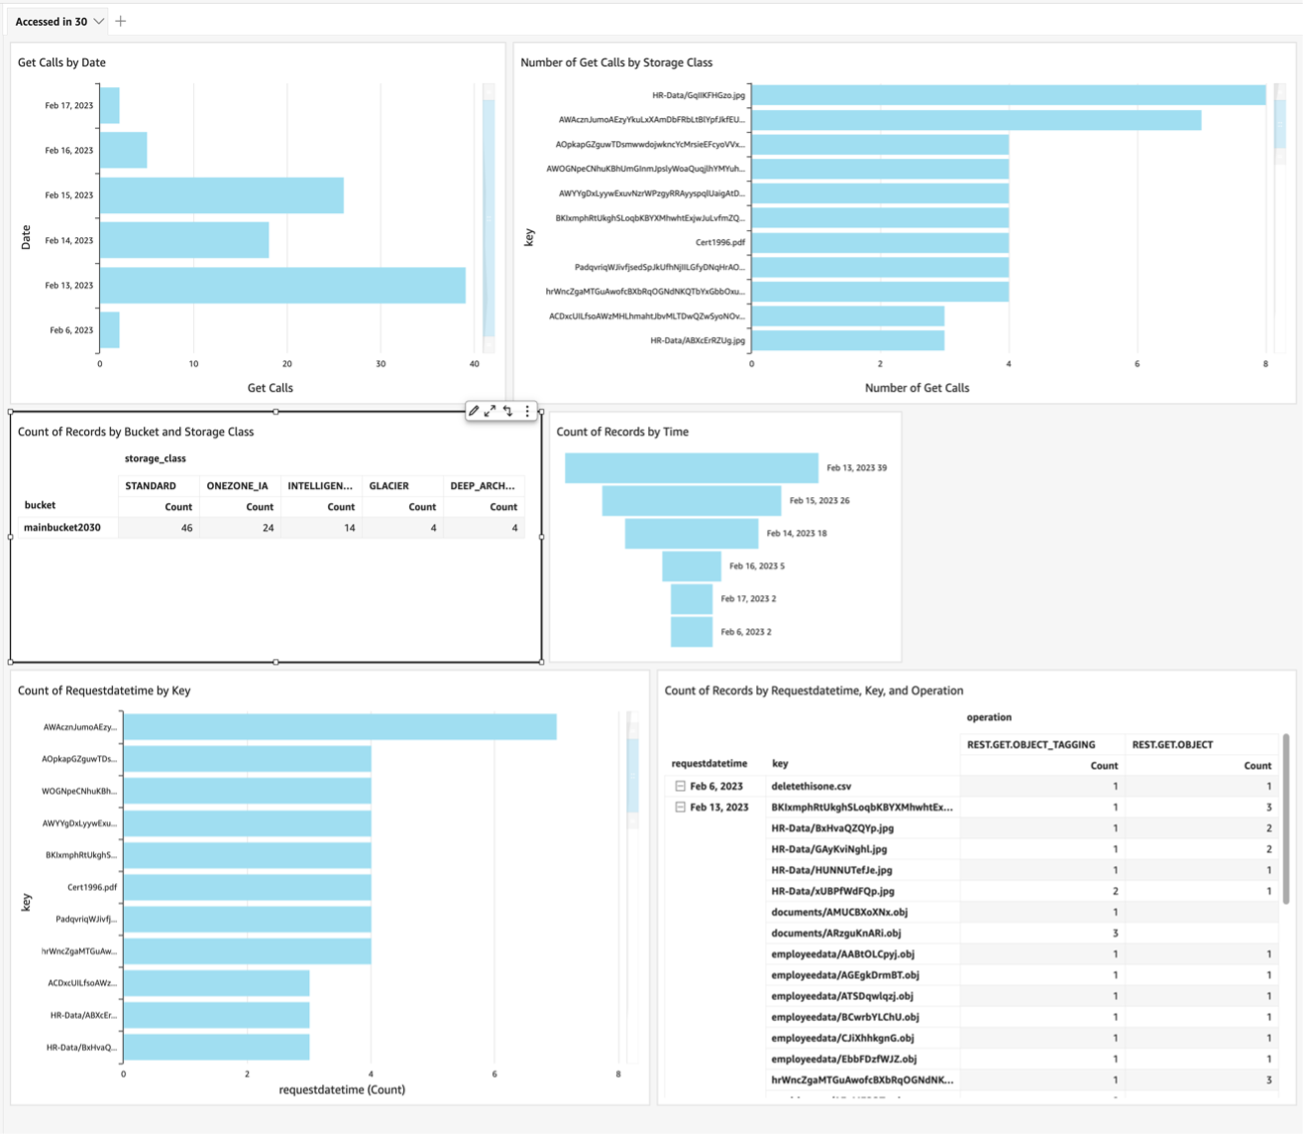 Accessed in 30
Get Calls by Date
Date
Feb 17, 2023
Feb 16, 2023
Feb 15, 2023
Feb 14, 2023
Feb 13, 2023
Feb 6, 2023
0 10 20 30 40
Get Calls
Number of Get Calls by Storage Class
key
HR-Data/GqIIKFHGzo.jpg
Cert1996.pdf
HR-Data/ABXcErRZUg.jpg
0 2 4 6 8
Number of Get Calls
Count of Records by Bucket and Storage Class
storage_class
STANDARD ONEZONE_IA INTELLIGEN... GLACIER DEEP_ARCH...
bucket Count Count Count Count Count
mainbucket2030 46 24 14 4 4
Count of Records by Time
Feb 13, 2023 39
Feb 15, 2023 26
Feb 14, 2023 18
Feb 16, 2023 5
Feb 17, 2023 2
Feb 6, 2023 2
Count of Requestdatetime by Key
key
AWAcznJumoAEzy...
AOpkapGZguwTDs...
WOGNpeCNhuKBh...
AWYYgDxLyywExu...
BKIxmphRtUkghS...
Cert1996.pdf
PadqvriqWJivfj...
hrWncZgaMTGuAw...
ACDxcUILfsoAWz...
HR-Data/ABXcEr...
HR-Data/BxHvaQ...
0 2 4 6 8
requestdatetime (Count)
Count of Records by Requestdatetime, Key, and Operation
operation
REST.GET.OBJECT_TAGGING REST.GET.OBJECT
requestdatetime key Count Count
Feb 6, 2023 deletethisone.csv 1 1
Feb 13, 2023 BKIxmphRtUkghSLoqbKBYXMhwhtEx... 1 3
HR-Data/BxHvaQZQYp.jpg 1 2
HR-Data/GAyKviNghl.jpg 1 2
HR-Data/HUNNUTefJe.jpg 1 1
HR-Data/xUBPfWdFQp.jpg 2 1
documents/AMUCBXoXNx.obj 1
documents/ARzguKnARi.obj 3
employeedata/AABtOLCpyj.obj 1 1
employeedata/AGEgkDrmBT.obj 1 1
employeedata/ATSDqwlqzj.obj 1 1
employeedata/BCwrbYLChU.obj 1 1
employeedata/CJiXhhkgnG.obj 1 1
employeedata/EbbFDzfWJZ.obj 1 1
hrWncZgaMTGuAwofcBXbRqOGNdNK... 1 3